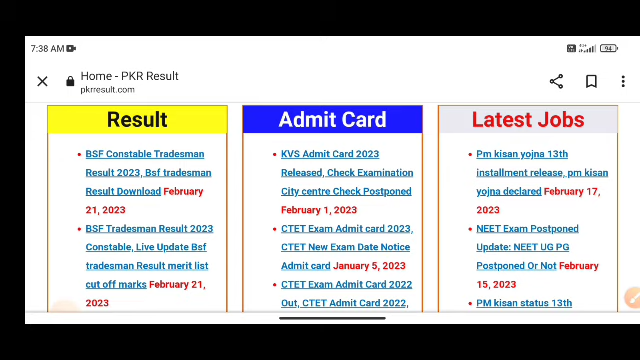 7:38 AM
94
Home - PKR Result
pkrresult.com
Result
BSF Constable Tradesman
Result 2023, Bsf tradesman
Result Download February
21, 2023
BSF Tradesman Result 2023
Constable, Live Update Bsf
tradesman Result merit list
cut off marks February 21,
2023
Admit Card
KVS Admit Card 2023
Released, Check Examination
City centre Check Postponed
February 1, 2023
CTET Exam Admit card 2023,
CTET New Exam Date Notice
Admit card January 5, 2023
CTET Exam Admit Card 2022
Out, CTET Admit Card 2022,
Latest Jobs
Pm kisan yojna 13th
installment release, pm kisan
yojna declared February 17,
2023
NEET Exam Postponed
Update: NEET UG PG
Postponed Or Not February
15, 2023
PM kisan status 13th